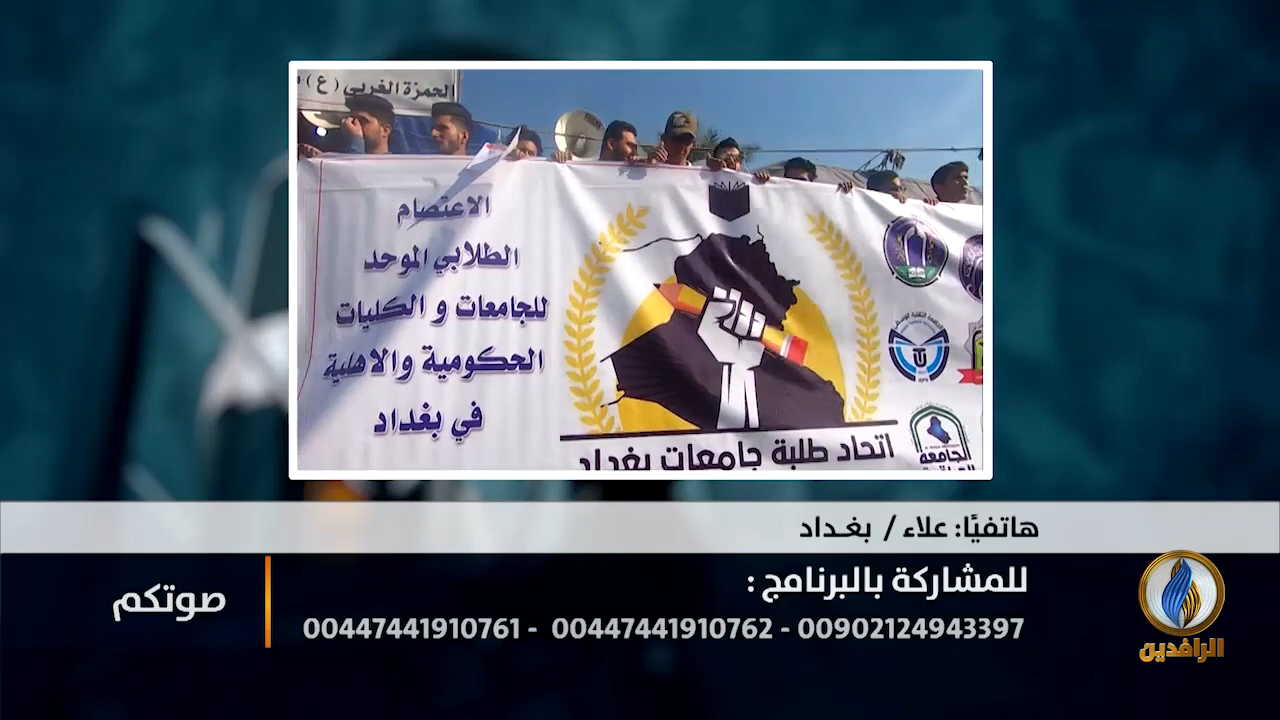 الحمزة الغربي (ع)
الاعتصام
الطلابي الموحد
للجامعات و الكليات
الحكومية والاهلية
في بغداد
اتحاد طلبة جامعات بغداد
الجامعة
هاتفيًا: علاء / بغداد
للمشاركة بالبرنامج :
00447441910761 - 00447441910762 - 00902124943397
صوتكم
الرافدين